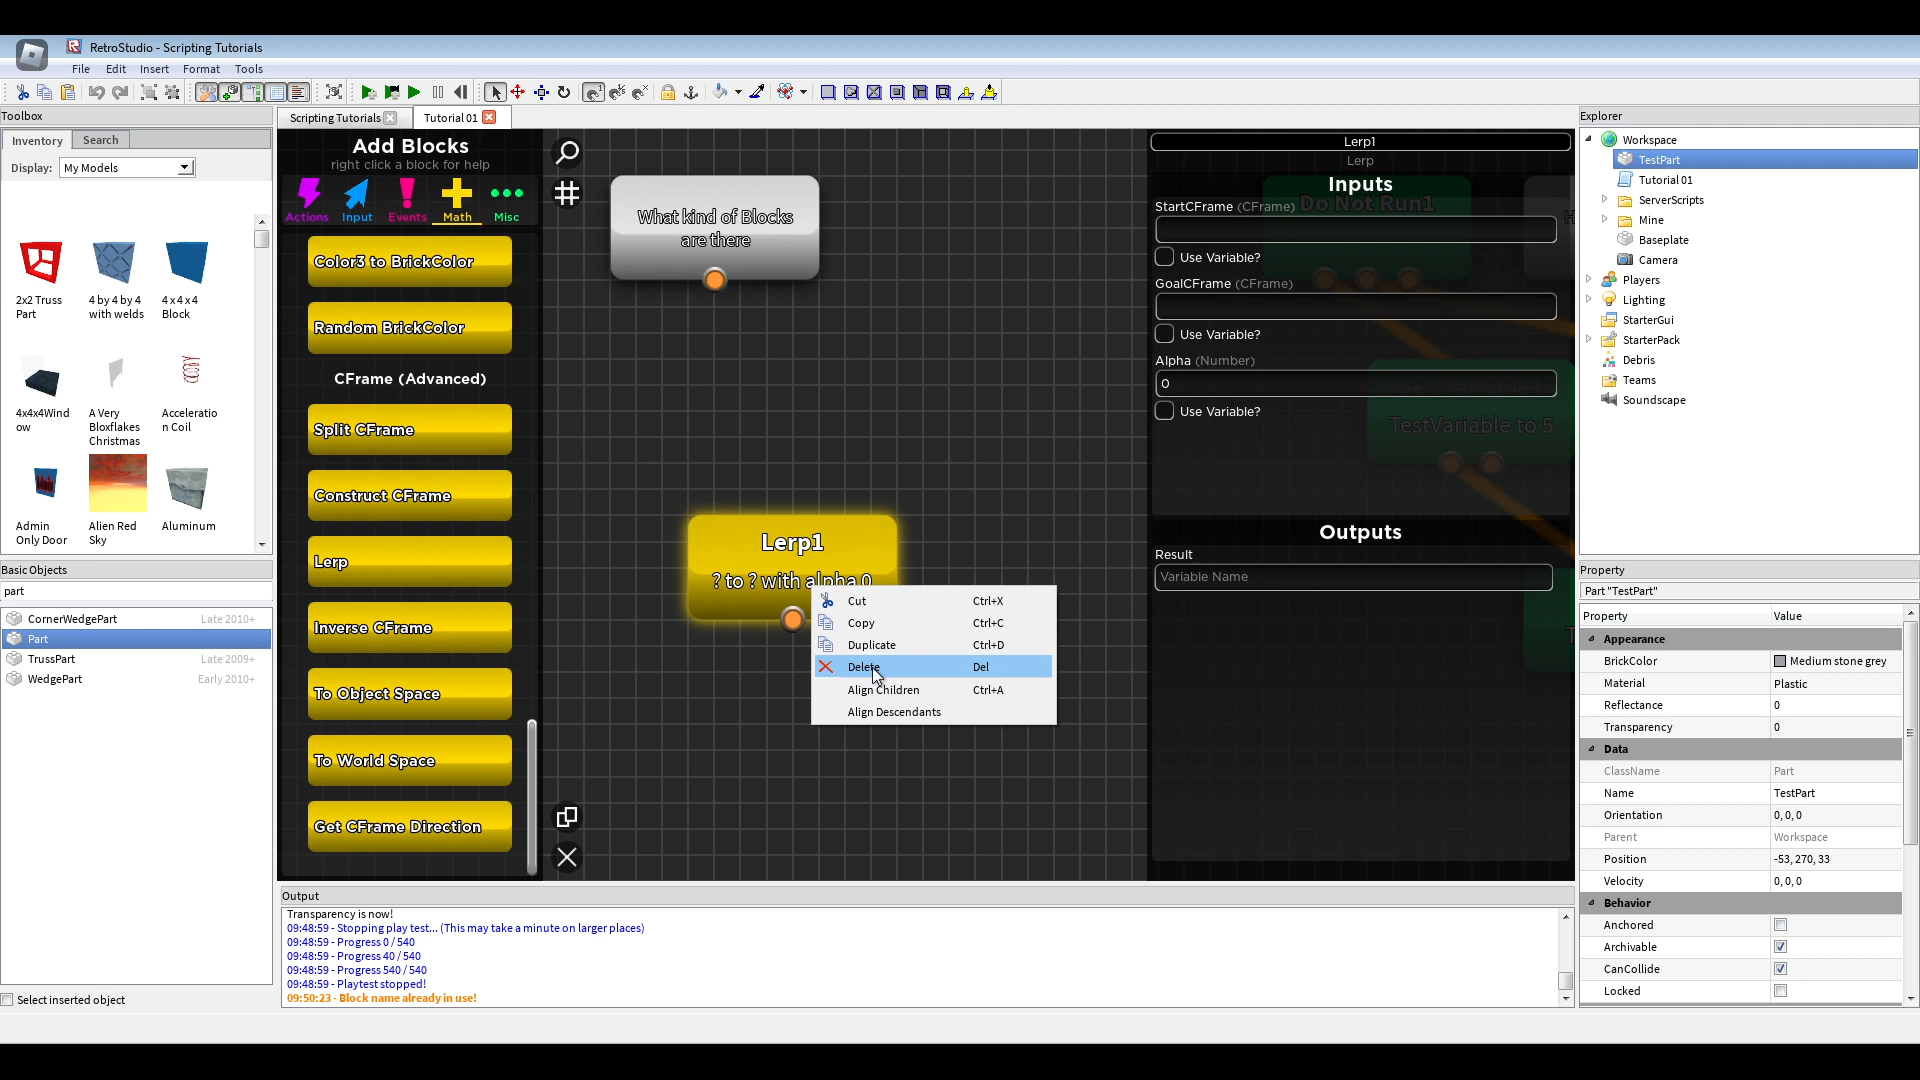 RetroStudio - Scripting Tutorials
File Edit Insert Format Tools
Toolbox
Inventory Search
Display: My Models
2x2 Truss Part
4 by 4 by 4 with welds
4 x 4 x 4 Block
4x4x4Window
A Very Bloxflakes Christmas
Acceleration Coil
Admin Only Door
Alien Red Sky
Aluminum
Basic Objects
part
CornerWedgePart Late 2010+
Part
TrussPart Late 2009+
WedgePart Early 2010+
Select inserted object
Scripting Tutorials
Tutorial 01
Add Blocks
right click a block for help
Actions Input Events Math Misc
Color3 to BrickColor
Random BrickColor
CFrame (Advanced)
Split CFrame
Construct CFrame
Lerp
Inverse CFrame
To Object Space
To World Space
Get CFrame Direction
What kind of Blocks
are there
Lerp1
? to ? with alpha 0
Cut Ctrl+X
Copy Ctrl+C
Duplicate Ctrl+D
Delete Del
Align Children Ctrl+A
Align Descendants
Lerp1
Lerp
Inputs
Do Not Run1
StartCFrame (CFrame)
Use Variable?
GoalCFrame (CFrame)
Use Variable?
Alpha (Number)
0
Use Variable?
TestVariable to 5
Outputs
Result
Variable Name
Output
Transparency is now!
09:48:59 - Stopping play test... (This may take a minute on larger places)
09:48:59 - Progress 0 / 540
09:48:59 - Progress 40 / 540
09:48:59 - Progress 540 / 540
09:48:59 - Playtest stopped!
09:50:23 - Block name already in use!
Explorer
Workspace
TestPart
Tutorial 01
ServerScripts
Mine
Baseplate
Camera
Players
Lighting
StarterGui
StarterPack
Debris
Teams
Soundscape
Property
Part "TestPart"
Property Value
Appearance
BrickColor Medium stone grey
Material Plastic
Reflectance 0
Transparency 0
Data
ClassName Part
Name TestPart
Orientation 0, 0, 0
Parent Workspace
Position -53, 270, 33
Velocity 0, 0, 0
Behavior
Anchored
Archivable
CanCollide
Locked